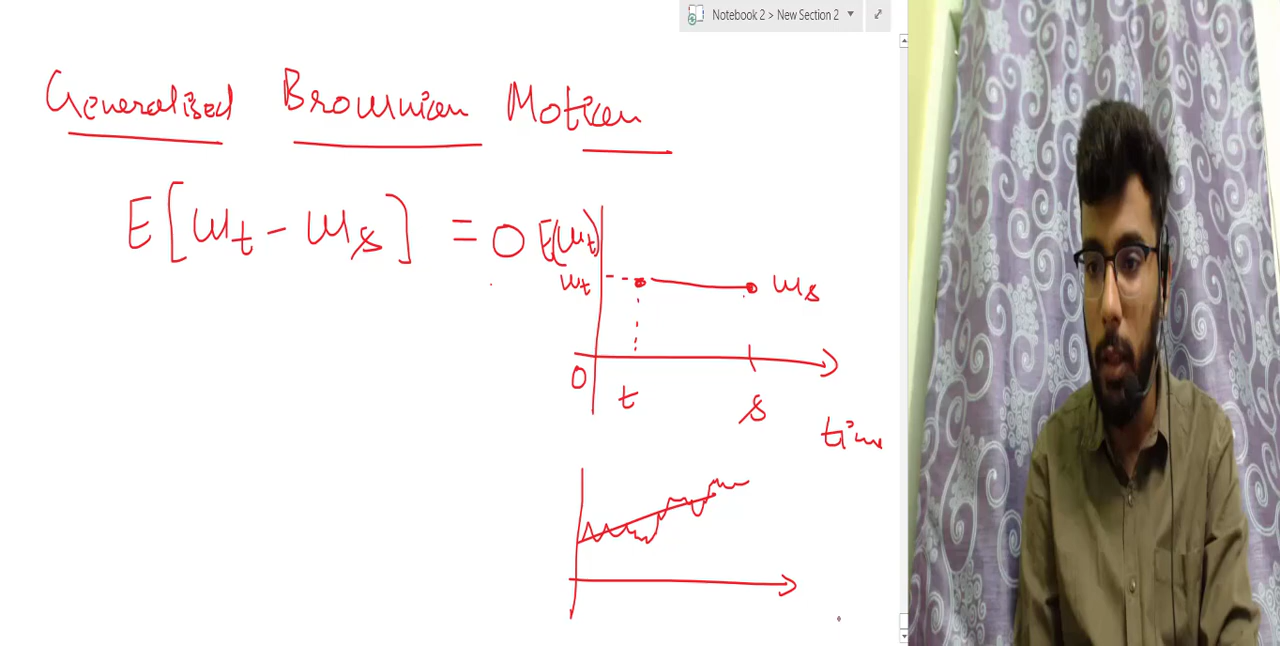 Notebook 2 > New Section 2
Generalised Brownian Motion
E[Wt - Ws] = 0
E(Wt)
Wt
Ws
0
t
s
time